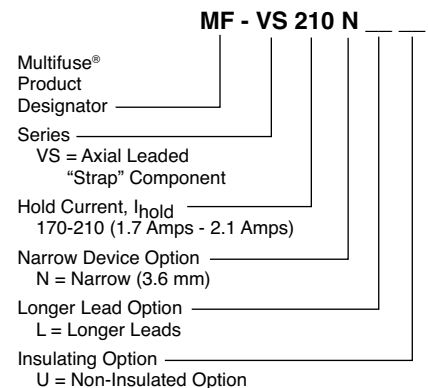 MF - VS 210 N __ __
Multifuse®
Product
Designator
Series
VS = Axial Leaded
“Strap” Component
Hold Current, Ihold
170-210 (1.7 Amps - 2.1 Amps)
Narrow Device Option
N = Narrow (3.6 mm)
Longer Lead Option
L = Longer Leads
Insulating Option
U = Non-Insulated Option